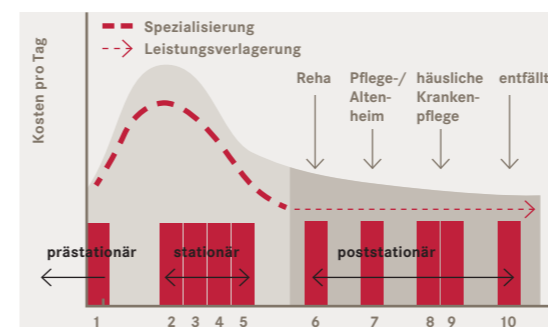 Spezialisierung
Leistungsverlagerung
Kosten pro Tag
Reha
Pflege-/
Alten-
heim
häusliche
Kranken-
pflege
entfällt
prästationär
stationär
poststationär
1 2 3 4 5 6 7 8 9 10